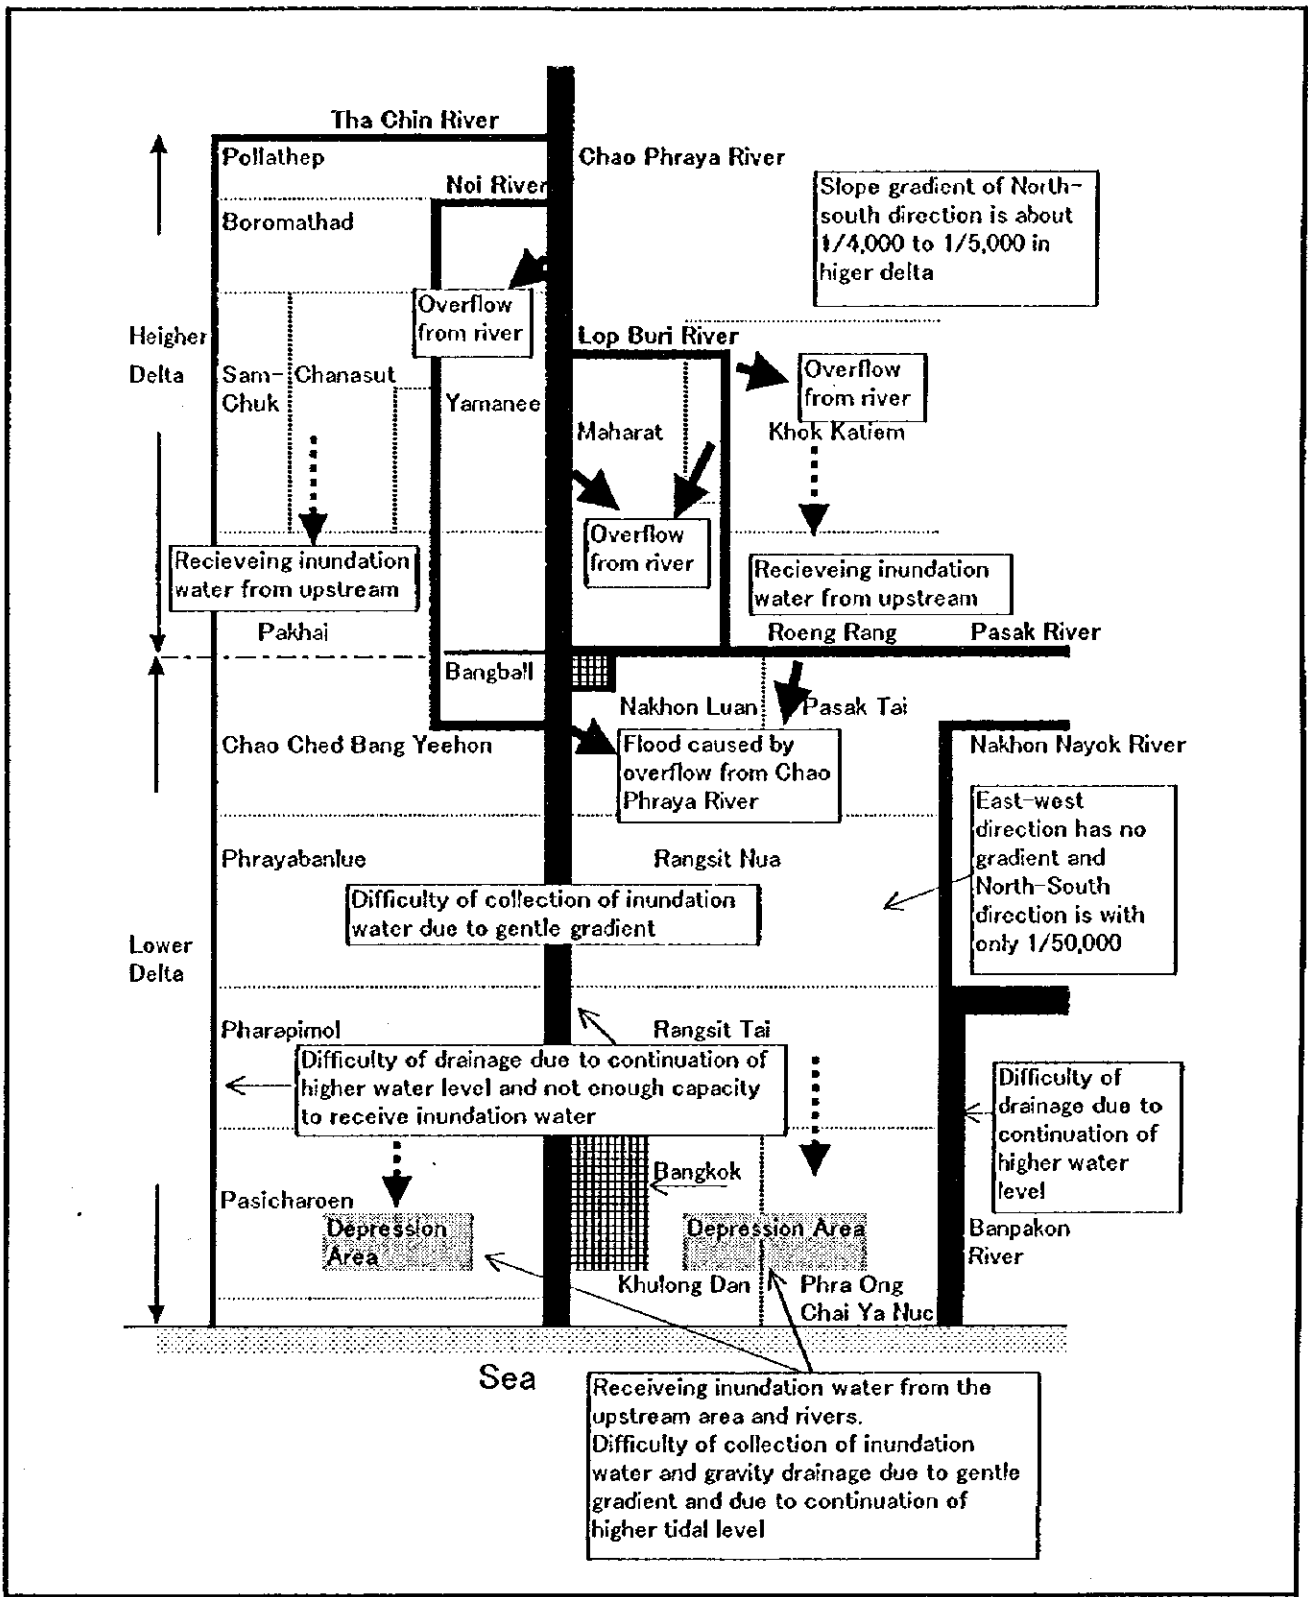 Tha Chin River
Pollathep
Chao Phraya River
Noi River
Slope gradient of North-
south direction is about
1/4,000 to 1/5,000 in
higer delta
Boromathad
Overflow
from river
Heigher
Delta
Lop Buri River
Sam-
Chuk
Chanasut
Yamanee
Overflow
from river
Maharat
Khok Katiem
Overflow
from river
Recieveing inundation
water from upstream
Recieveing inundation
water from upstream
Pakhai
Roeng Rang
Pasak River
Bangball
Nakhon Luan
Pasak Tai
Chao Ched Bang Yeehon
Flood caused by
overflow from Chao
Phraya River
Nakhon Nayok River
East-west
direction has no
gradient and
North-South
direction is with
only 1/50,000
Phrayabanlue
Rangsit Nua
Difficulty of collection of inundation
water due to gentle gradient
Lower
Delta
Pharapimol
Rangsit Tai
Difficulty of drainage due to continuation of
higher water level and not enough capacity
to receive inundation water
Difficulty of
drainage due to
continuation of
higher water
level
Bangkok
Pasicharoen
Depression
Area
Depression Area
Banpakon
River
Khulong Dan
Phra Ong
Chai Ya Nuc
Sea
Receiveing inundation water from the
upstream area and rivers.
Difficulty of collection of inundation
water and gravity drainage due to gentle
gradient and due to continuation of
higher tidal level